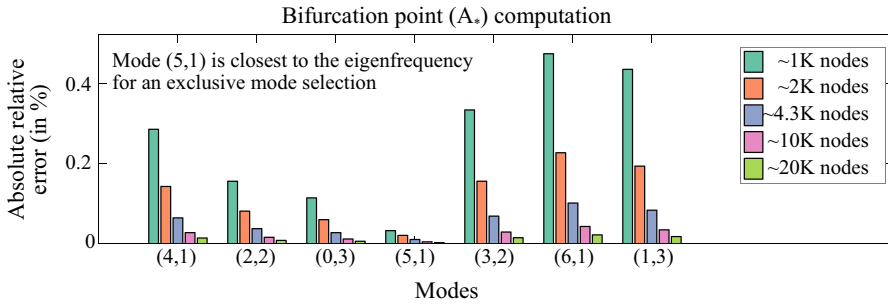 Bifurcation point (A*) computation
Mode (5,1) is closest to the eigenfrequency
for an exclusive mode selection
~1K nodes
~2K nodes
~4.3K nodes
~10K nodes
~20K nodes
Absolute relative
error (in %)
0.4
0.2
0
(4,1) (2,2) (0,3) (5,1) (3,2) (6,1) (1,3)
Modes